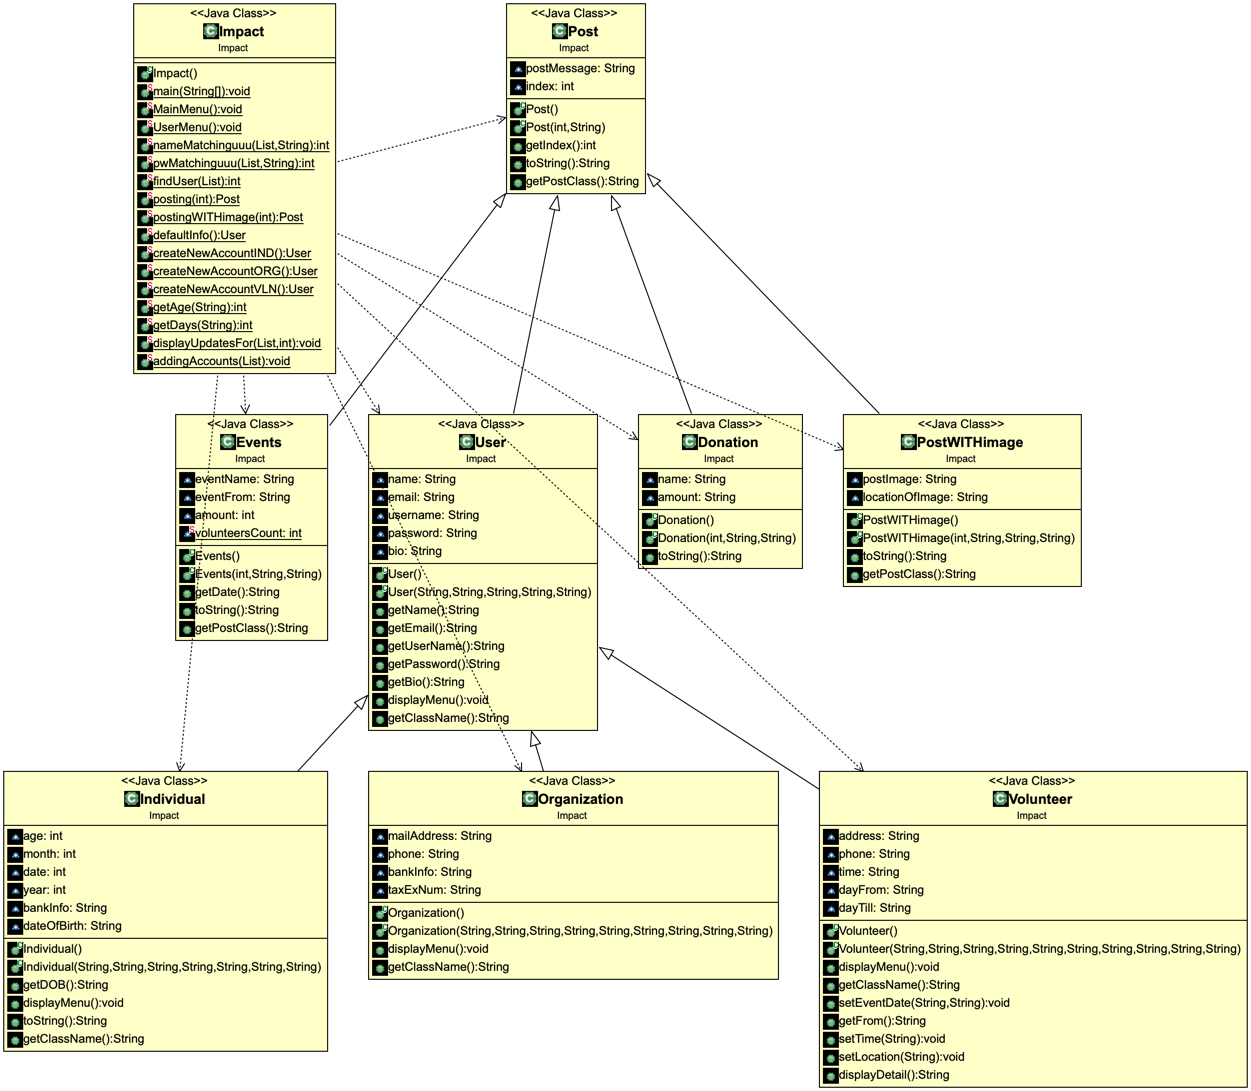 <<Java Class>>
Impact
Impact
Impact()
main(String[]):void
MainMenu():void
UserMenu():void
nameMatchinguuu(List,String):int
pwMatchinguuu(List,String):int
findUser(List):int
posting(int):Post
postingWITHimage(int):Post
defaultInfo():User
createNewAccountIND():User
createNewAccountORG():User
createNewAccountVLN():User
getAge(String):int
getDays(String):int
displayUpdatesFor(List,int):void
addingAccounts(List):void
<<Java Class>>
Post
Impact
postMessage: String
index: int
Post()
Post(int,String)
getIndex():int
toString():String
getPostClass():String
<<Java Class>>
Events
Impact
eventName: String
eventFrom: String
amount: int
volunteersCount: int
Events()
Events(int,String,String)
getDate():String
toString():String
getPostClass():String
<<Java Class>>
User
Impact
name: String
email: String
username: String
password: String
bio: String
User()
User(String,String,String,String,String)
getName():String
getEmail():String
getUserName():String
getPassword():String
getBio():String
displayMenu():void
getClassName():String
<<Java Class>>
Donation
Impact
name: String
amount: String
Donation()
Donation(int,String,String)
toString():String
<<Java Class>>
PostWITHimage
Impact
postImage: String
locationOfImage: String
PostWITHimage()
PostWITHimage(int,String,String,String)
toString():String
getPostClass():String
<<Java Class>>
Individual
Impact
age: int
month: int
date: int
year: int
bankInfo: String
dateOfBirth: String
Individual()
Individual(String,String,String,String,String,String,String)
getDOB():String
displayMenu():void
toString():String
getClassName():String
<<Java Class>>
Organization
Impact
mailAddress: String
phone: String
bankInfo: String
taxExNum: String
Organization()
Organization(String,String,String,String,String,String,String,String,String)
displayMenu():void
getClassName():String
<<Java Class>>
Volunteer
Impact
address: String
phone: String
time: String
dayFrom: String
dayTill: String
Volunteer()
Volunteer(String,String,String,String,String,String,String,String,String,String)
displayMenu():void
getClassName():String
setEventDate(String,String):void
getFrom():String
setTime(String):void
setLocation(String):void
displayDetail():String